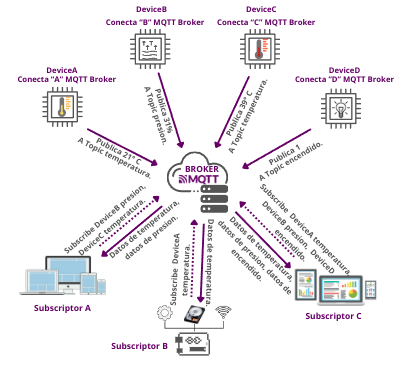 DeviceB
Conecta “B” MQTT Broker
DeviceC
Conecta “C” MQTT Broker
DeviceA
Conecta “A” MQTT Broker
DeviceD
Conecta “D” MQTT Broker
Publica 31%
A Topic presion.
Publica 39° C
A Topic temperatura.
Publica 21° C
A Topic temperatura.
Publica 1
A Topic encendido.
BROKER
MQTT
Subscribe DeviceB presion,
DeviceC temperatura.
Datos de temperatura,
datos de presion.
Subscribe DeviceA
temperatura.
Datos de temperatura.
Subscribe DeviceA temperatura,
DeviceB presion, DeviceD
encendido.
Datos de temperatura,
datos de presion, datos de
encendido.
Subscriptor A
Subscriptor B
Subscriptor C